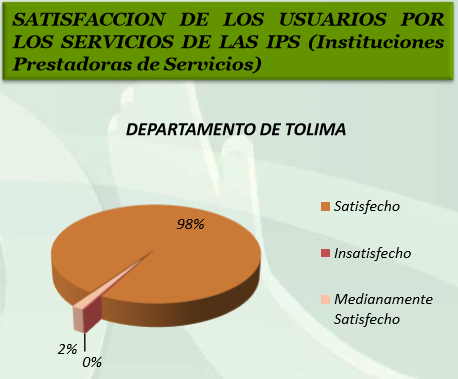 SATISFACCION DE LOS USUARIOS POR
LOS SERVICIOS DE LAS IPS (Instituciones
Prestadoras de Servicios)
DEPARTAMENTO DE TOLIMA
98%
Satisfecho
Insatisfecho
Medianamente
Satisfecho
2%
0%